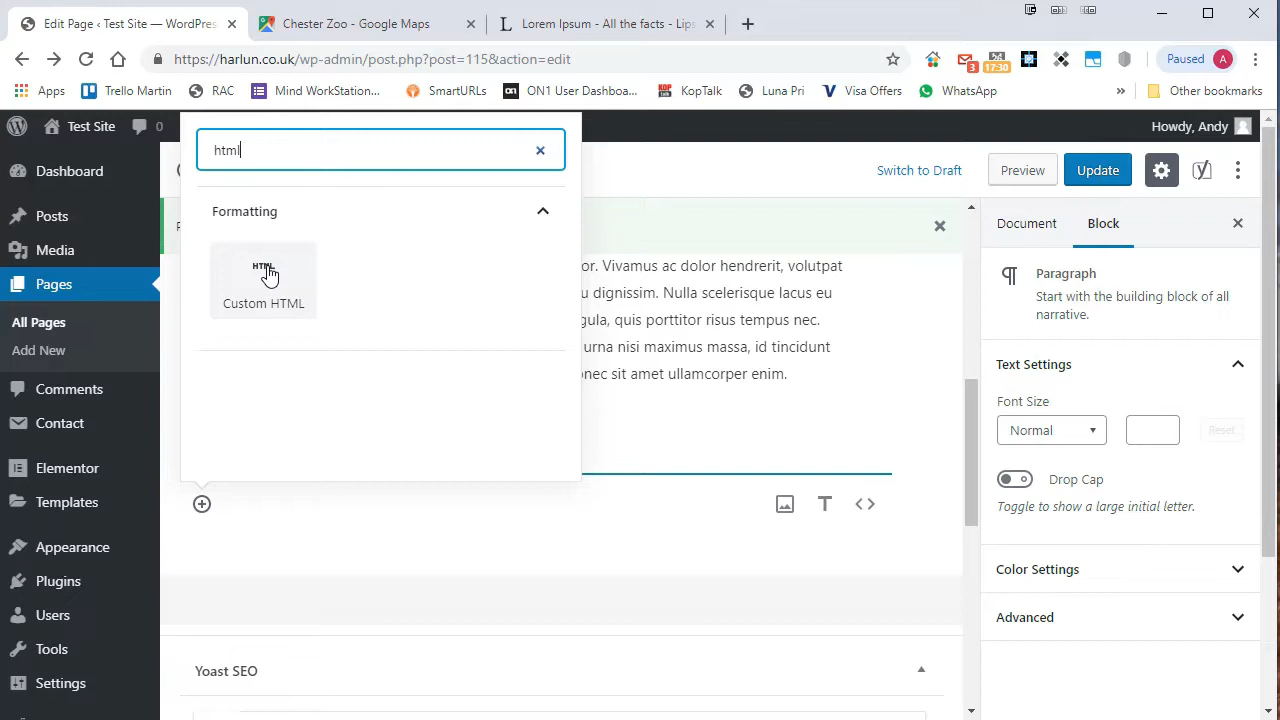 Edit Page ‹ Test Site — WordPres
Chester Zoo - Google Maps
Lorem Ipsum - All the facts - Lips
https://harlun.co.uk/wp-admin/post.php?post=115&action=edit
3
17:30
Paused
A
Apps
Trello Martin
RAC
Mind WorkStation...
SmartURLs
ON1 User Dashboa...
KopTalk
Luna Pri
Visa Offers
WhatsApp
»
Other bookmarks
Test Site
0
Howdy, Andy
html
Switch to Draft
Preview
Update
Dashboard
Posts
Media
Pages
All Pages
Add New
Comments
Contact
Elementor
Templates
Appearance
Plugins
Users
Tools
Settings
Formatting
HTML
Custom HTML
or. Vivamus ac dolor hendrerit, volutpat
u dignissim. Nulla scelerisque lacus eu
gula, quis porttitor risus tempus nec.
urna nisi maximus massa, id tincidunt
onec sit amet ullamcorper enim.
Yoast SEO
Document
Block
Paragraph
Start with the building block of all
narrative.
Text Settings
Font Size
Normal
Reset
Drop Cap
Toggle to show a large initial letter.
Color Settings
Advanced